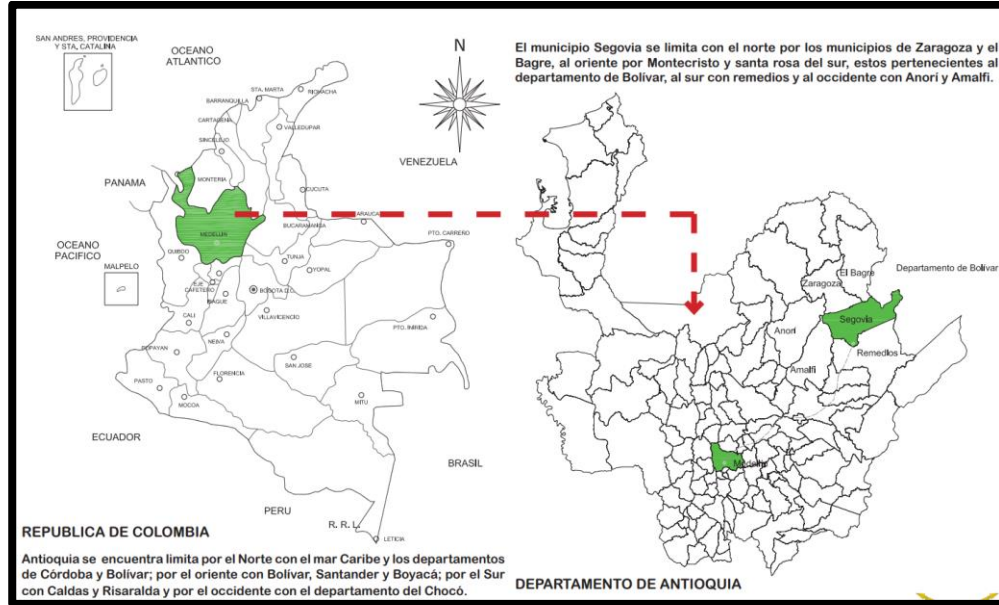 SAN ANDRES, PROVIDENCIA
Y STA. CATALINA
OCEANO
ATLANTICO
N
STA. MARTA
RIOHACHA
BARRANQUILLA
CARTAGENA
VALLEDUPAR
SINCELEJO
VENEZUELA
PANAMA
MONTERIA
CUCUTA
ARAUCA
BUCARAMANGA
MEDELLIN
PTO. CARREÑO
OCEANO
PACIFICO
QUIBDO
TUNJA
MALPELO
YOPAL
EJE
CAFETERO
BOGOTA D.C.
IBAGUE
CALI
VILLAVICENCIO
PTO. INIRIDA
NEIVA
POPAYAN
SAN JOSE
FLORENCIA
PASTO
MITU
MOCOA
ECUADOR
BRASIL
PERU
R. R. L.
LETICIA
REPUBLICA DE COLOMBIA
Antioquia se encuentra limita por el Norte con el mar Caribe y los departamentos
de Córdoba y Bolívar; por el oriente con Bolívar, Santander y Boyacá; por el Sur
con Caldas y Risaralda y por el occidente con el departamento del Chocó.
El municipio Segovia se limita con el norte por los municipios de Zaragoza y el
Bagre, al oriente por Montecristo y santa rosa del sur, estos pertenecientes al
departamento de Bolívar, al sur con remedios y al occidente con Anorí y Amalfi.
El Bagre
Departamento de Bolívar
Zaragoza
Segovia
Anorí
Remedios
Amalfi
Medellín
DEPARTAMENTO DE ANTIOQUIA